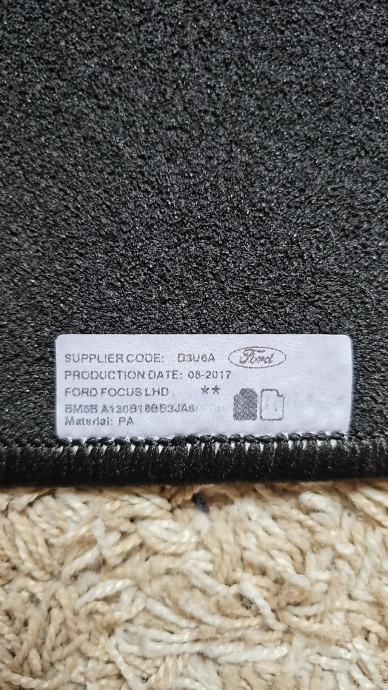 SUPPLIER CODE: D3U6A Ford
PRODUCTION DATE: 08-2017
FORD FOCUS LHD **
Material: PA